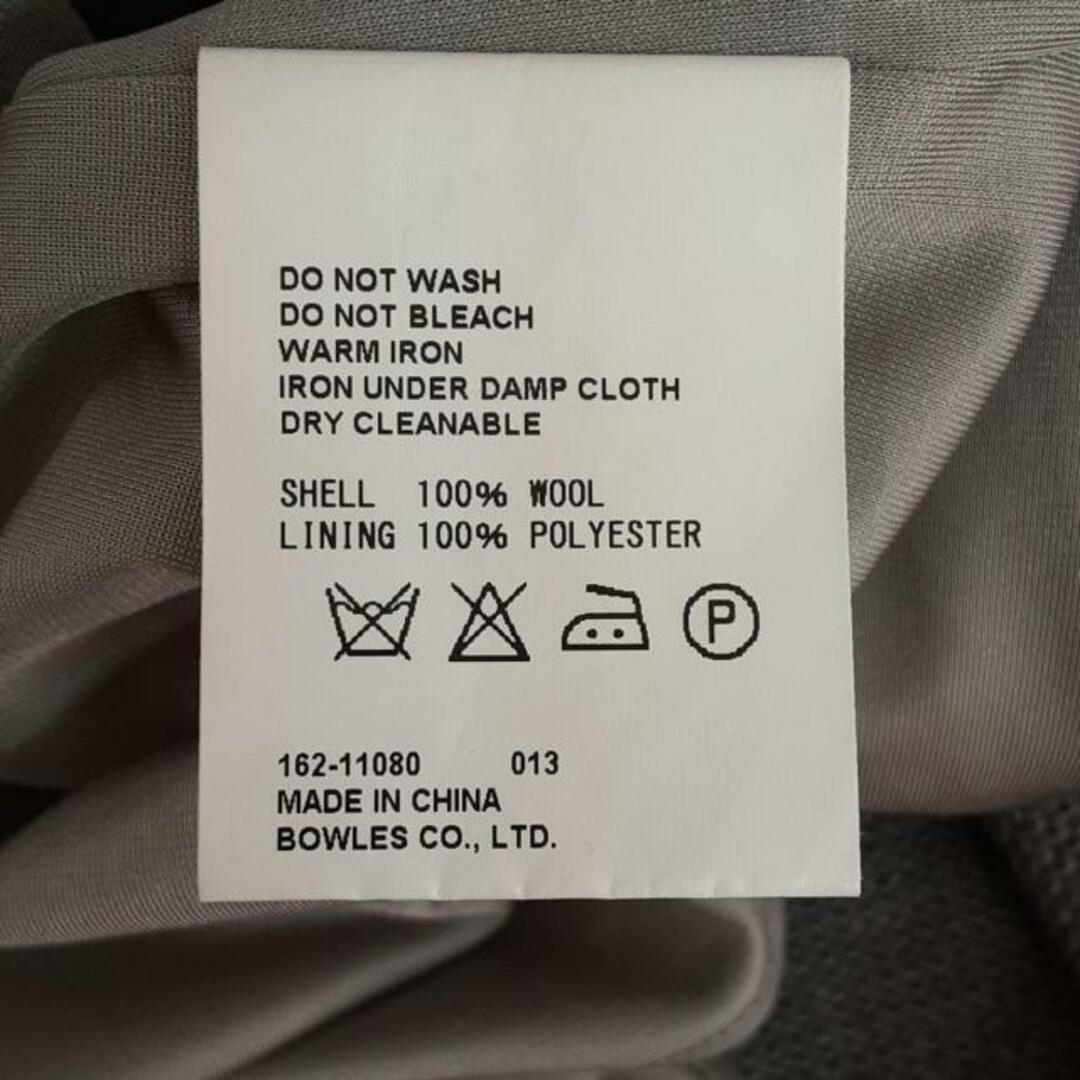 DO NOT WASH
DO NOT BLEACH
WARM IRON
IRON UNDER DAMP CLOTH
DRY CLEANABLE
SHELL 100% WOOL
LINING 100% POLYESTER
P
162-11080 013
MADE IN CHINA
BOWLES CO., LTD.